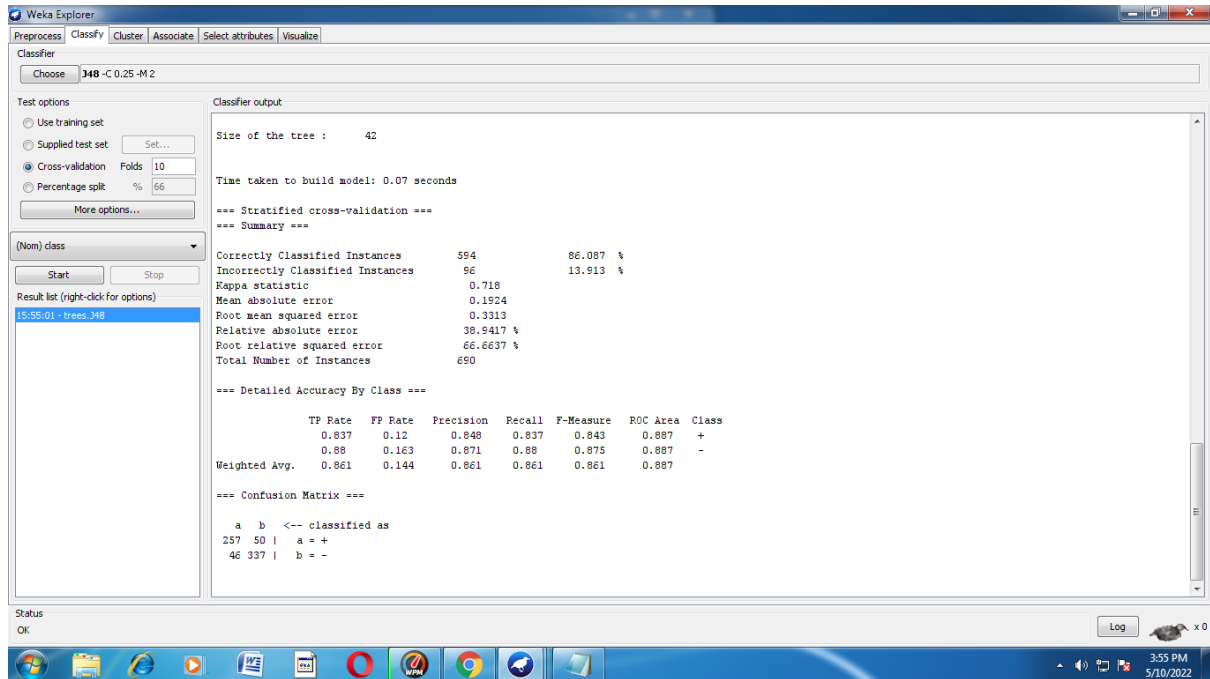 Weka Explorer
Preprocess Classify Cluster Associate Select attributes Visualize
Classifier
Choose J48 -C 0.25 -M 2
Test options
Use training set
Supplied test set Set...
Cross-validation Folds 10
Percentage split % 66
More options...
(Nom) class
Start Stop
Result list (right-click for options)
15:55:01 - trees.J48
Classifier output
Size of the tree : 42
Time taken to build model: 0.07 seconds
=== Stratified cross-validation ===
=== Summary ===
Correctly Classified Instances 594 86.087 %
Incorrectly Classified Instances 96 13.913 %
Kappa statistic 0.718
Mean absolute error 0.1924
Root mean squared error 0.3313
Relative absolute error 38.9417 %
Root relative squared error 66.6637 %
Total Number of Instances 690
=== Detailed Accuracy By Class ===
TP Rate FP Rate Precision Recall F-Measure ROC Area Class
0.837 0.12 0.848 0.837 0.843 0.887 +
0.88 0.163 0.871 0.88 0.875 0.887 -
Weighted Avg. 0.861 0.144 0.861 0.861 0.861 0.887
=== Confusion Matrix ===
a b <-- classified as
257 50 | a = +
46 337 | b = -
Status
OK
Log
x 0
WPM
3:55 PM
5/10/2022